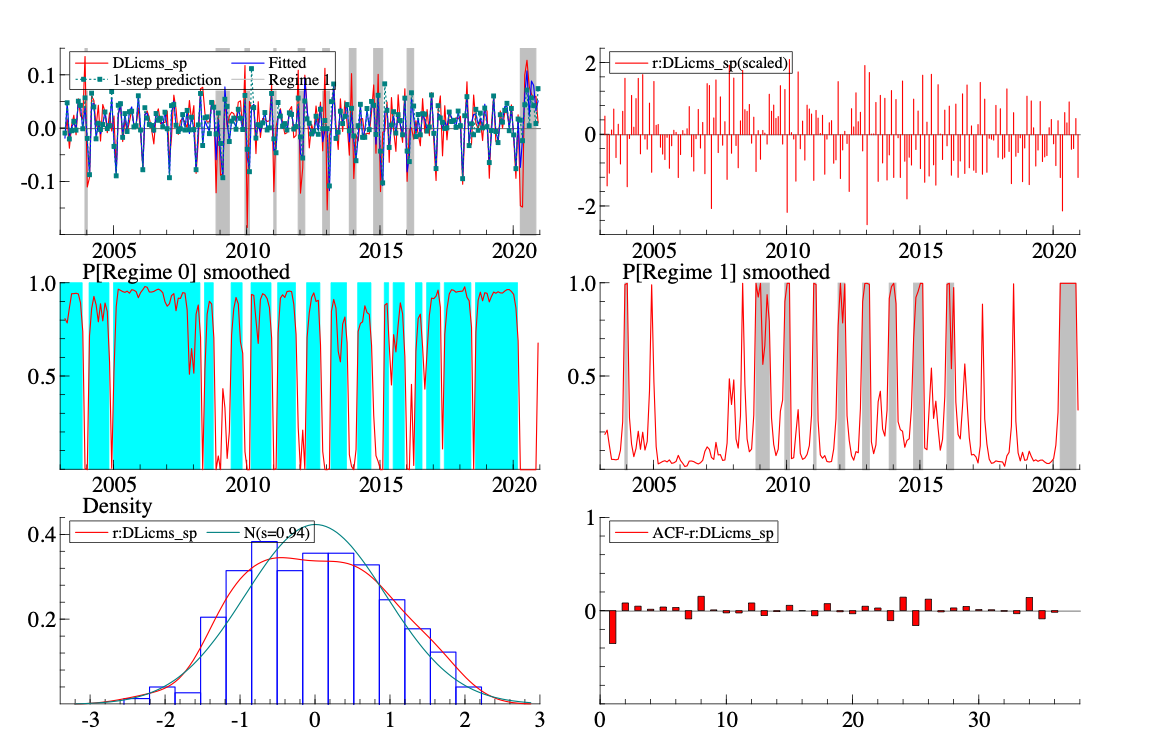 DLicms_sp Fitted
1-step prediction Regime 1
0.1
0.0
-0.1
2005 2010 2015 2020
r:DLicms_sp(scaled)
2
0
-2
2005 2010 2015 2020
P[Regime 0] smoothed
1.0
0.5
2005 2010 2015 2020
P[Regime 1] smoothed
1.0
0.5
2005 2010 2015 2020
Density
r:DLicms_sp N(s=0.94)
0.4
0.2
-3 -2 -1 0 1 2 3
ACF-r:DLicms_sp
1
0
0 10 20 30